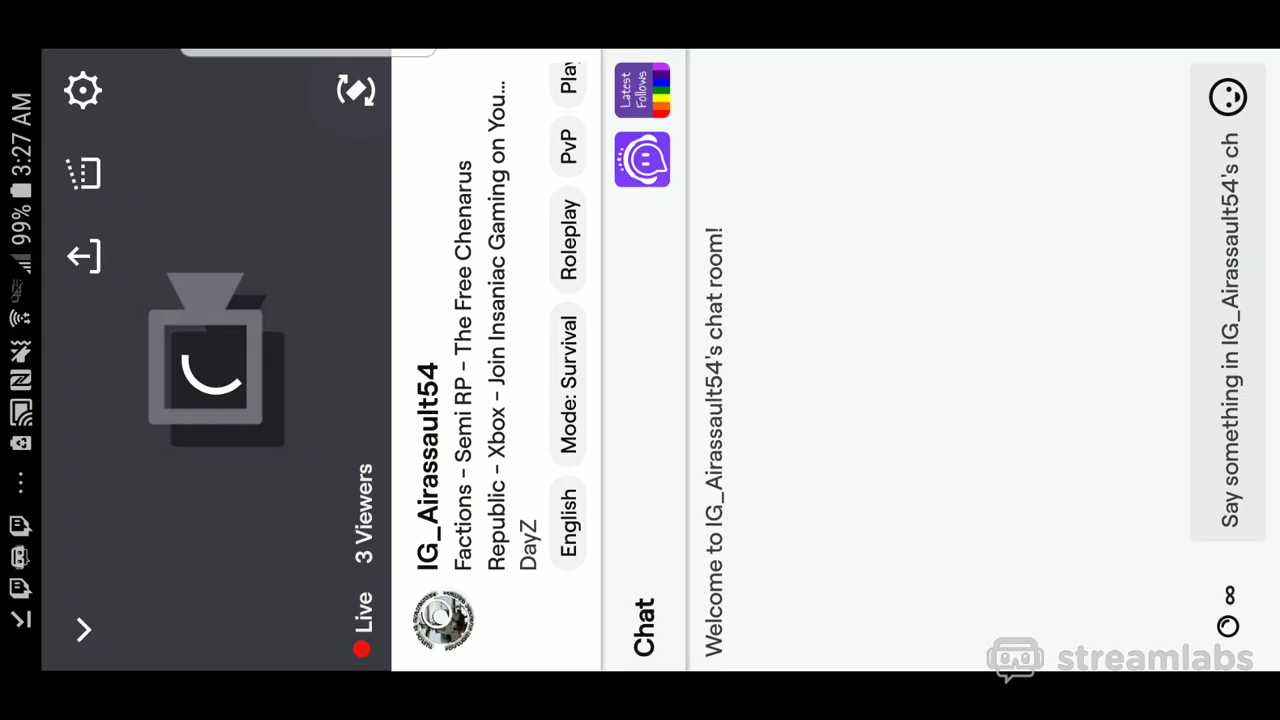 99% 3:27 AM
Live 3 Viewers
IG_Airassault54
Factions - Semi RP - The Free Chenarus
Republic - Xbox - Join Insaniac Gaming on You...
DayZ
English Mode: Survival Roleplay PvP Play
Chat
Latest
Follows
Welcome to IG_Airassault54's chat room!
∞ Say something in IG_Airassault54's ch
streamlabs